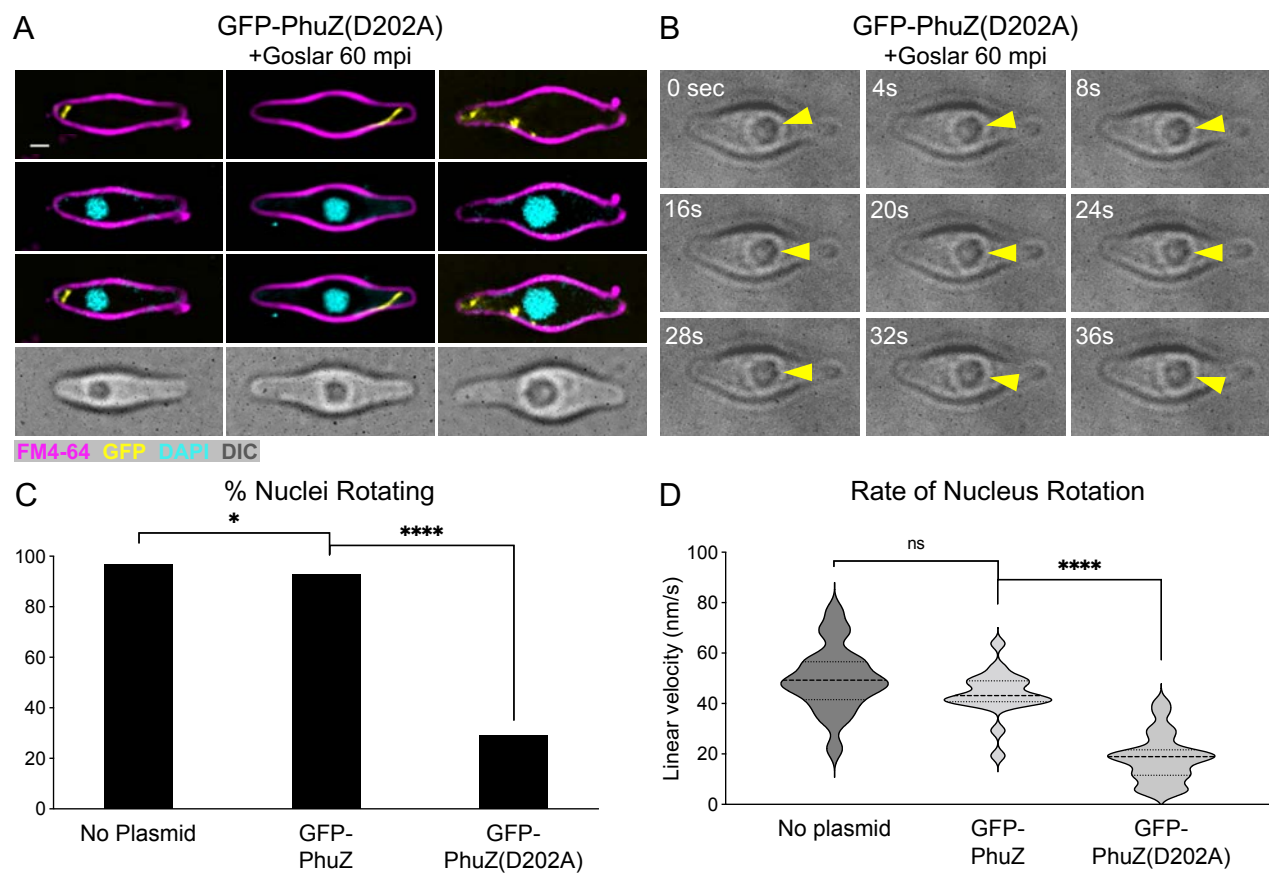 A
GFP-PhuZ(D202A)
+Goslar 60 mpi
FM4-64 GFP DAPI DIC
B
GFP-PhuZ(D202A)
+Goslar 60 mpi
0 sec 4s 8s
16s 20s 24s
28s 32s 36s
C
% Nuclei Rotating
*
****
100
80
60
40
20
0
No Plasmid
GFP-
PhuZ
GFP-
PhuZ(D202A)
D
Rate of Nucleus Rotation
ns
****
Linear velocity (nm/s)
100
80
60
40
20
0
No plasmid
GFP-
PhuZ
GFP-
PhuZ(D202A)